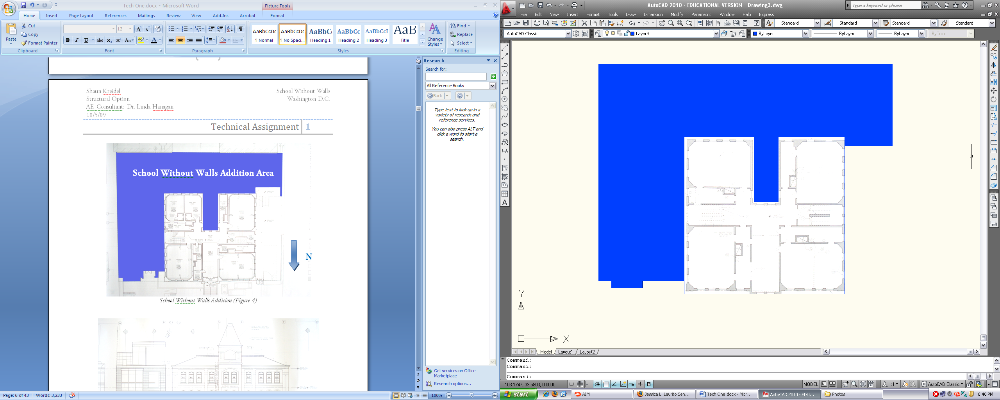 Tech One.docx - Microsoft Word
Picture Tools
Home Insert Page Layout References Mailings Review View Add-Ins Acrobat Format
Paste
Cut
Copy
Format Painter
12
B I U abc x₂ x² Aa
AaBbCcDc AaBbCcDc AaBbC AaBbCc AaBbCcI AaB
¶ Normal ¶ No Spaci... Heading 1 Heading 2 Heading 3 Title
Change Styles
Find
Replace
Select
Clipboard Font Paragraph Styles Editing
Shaun Kreidel
Structural Option
AE Consultant: Dr. Linda Hanagan
10/5/09
School Without Walls
Washington D.C.
Technical Assignment 1
School Without Walls Addition Area
N
School Without Walls Addition (Figure 4)
Research
Search for:
All Reference Books
Back
Type text to look up in a
variety of research and
reference services.
You can also press ALT and
click a word to start a
search.
Get services on Office
Marketplace
Research options...
Page: 6 of 43 Words: 3,233
100%
AutoCAD 2010 - EDUCATIONAL VERSION Drawing3.dwg
Type a keyword or phrase
File Edit View Insert Format Tools Draw Dimension Modify Parametric Window Help Express
Standard Standard Standard Standard
AutoCAD Classic
Layer4
ByLayer ByLayer ByLayer ByColor
A
Y
X
Model Layout1 Layout2
Command:
Command:
Command:
103.1747, 33.5803, 0.0000
MODEL
1:1
AutoCAD Classic
start
AIM
Jessica L. Laurito Sen...
Tech One.docx - Micr...
AutoCAD 2010 - EDU...
Photos
6:46 PM